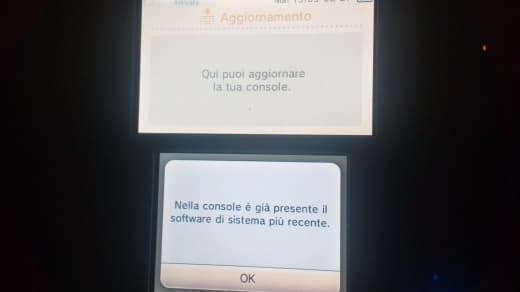 Aggiornamento
Qui puoi aggiornare
la tua console.
Nella console è già presente il
software di sistema più recente.
OK